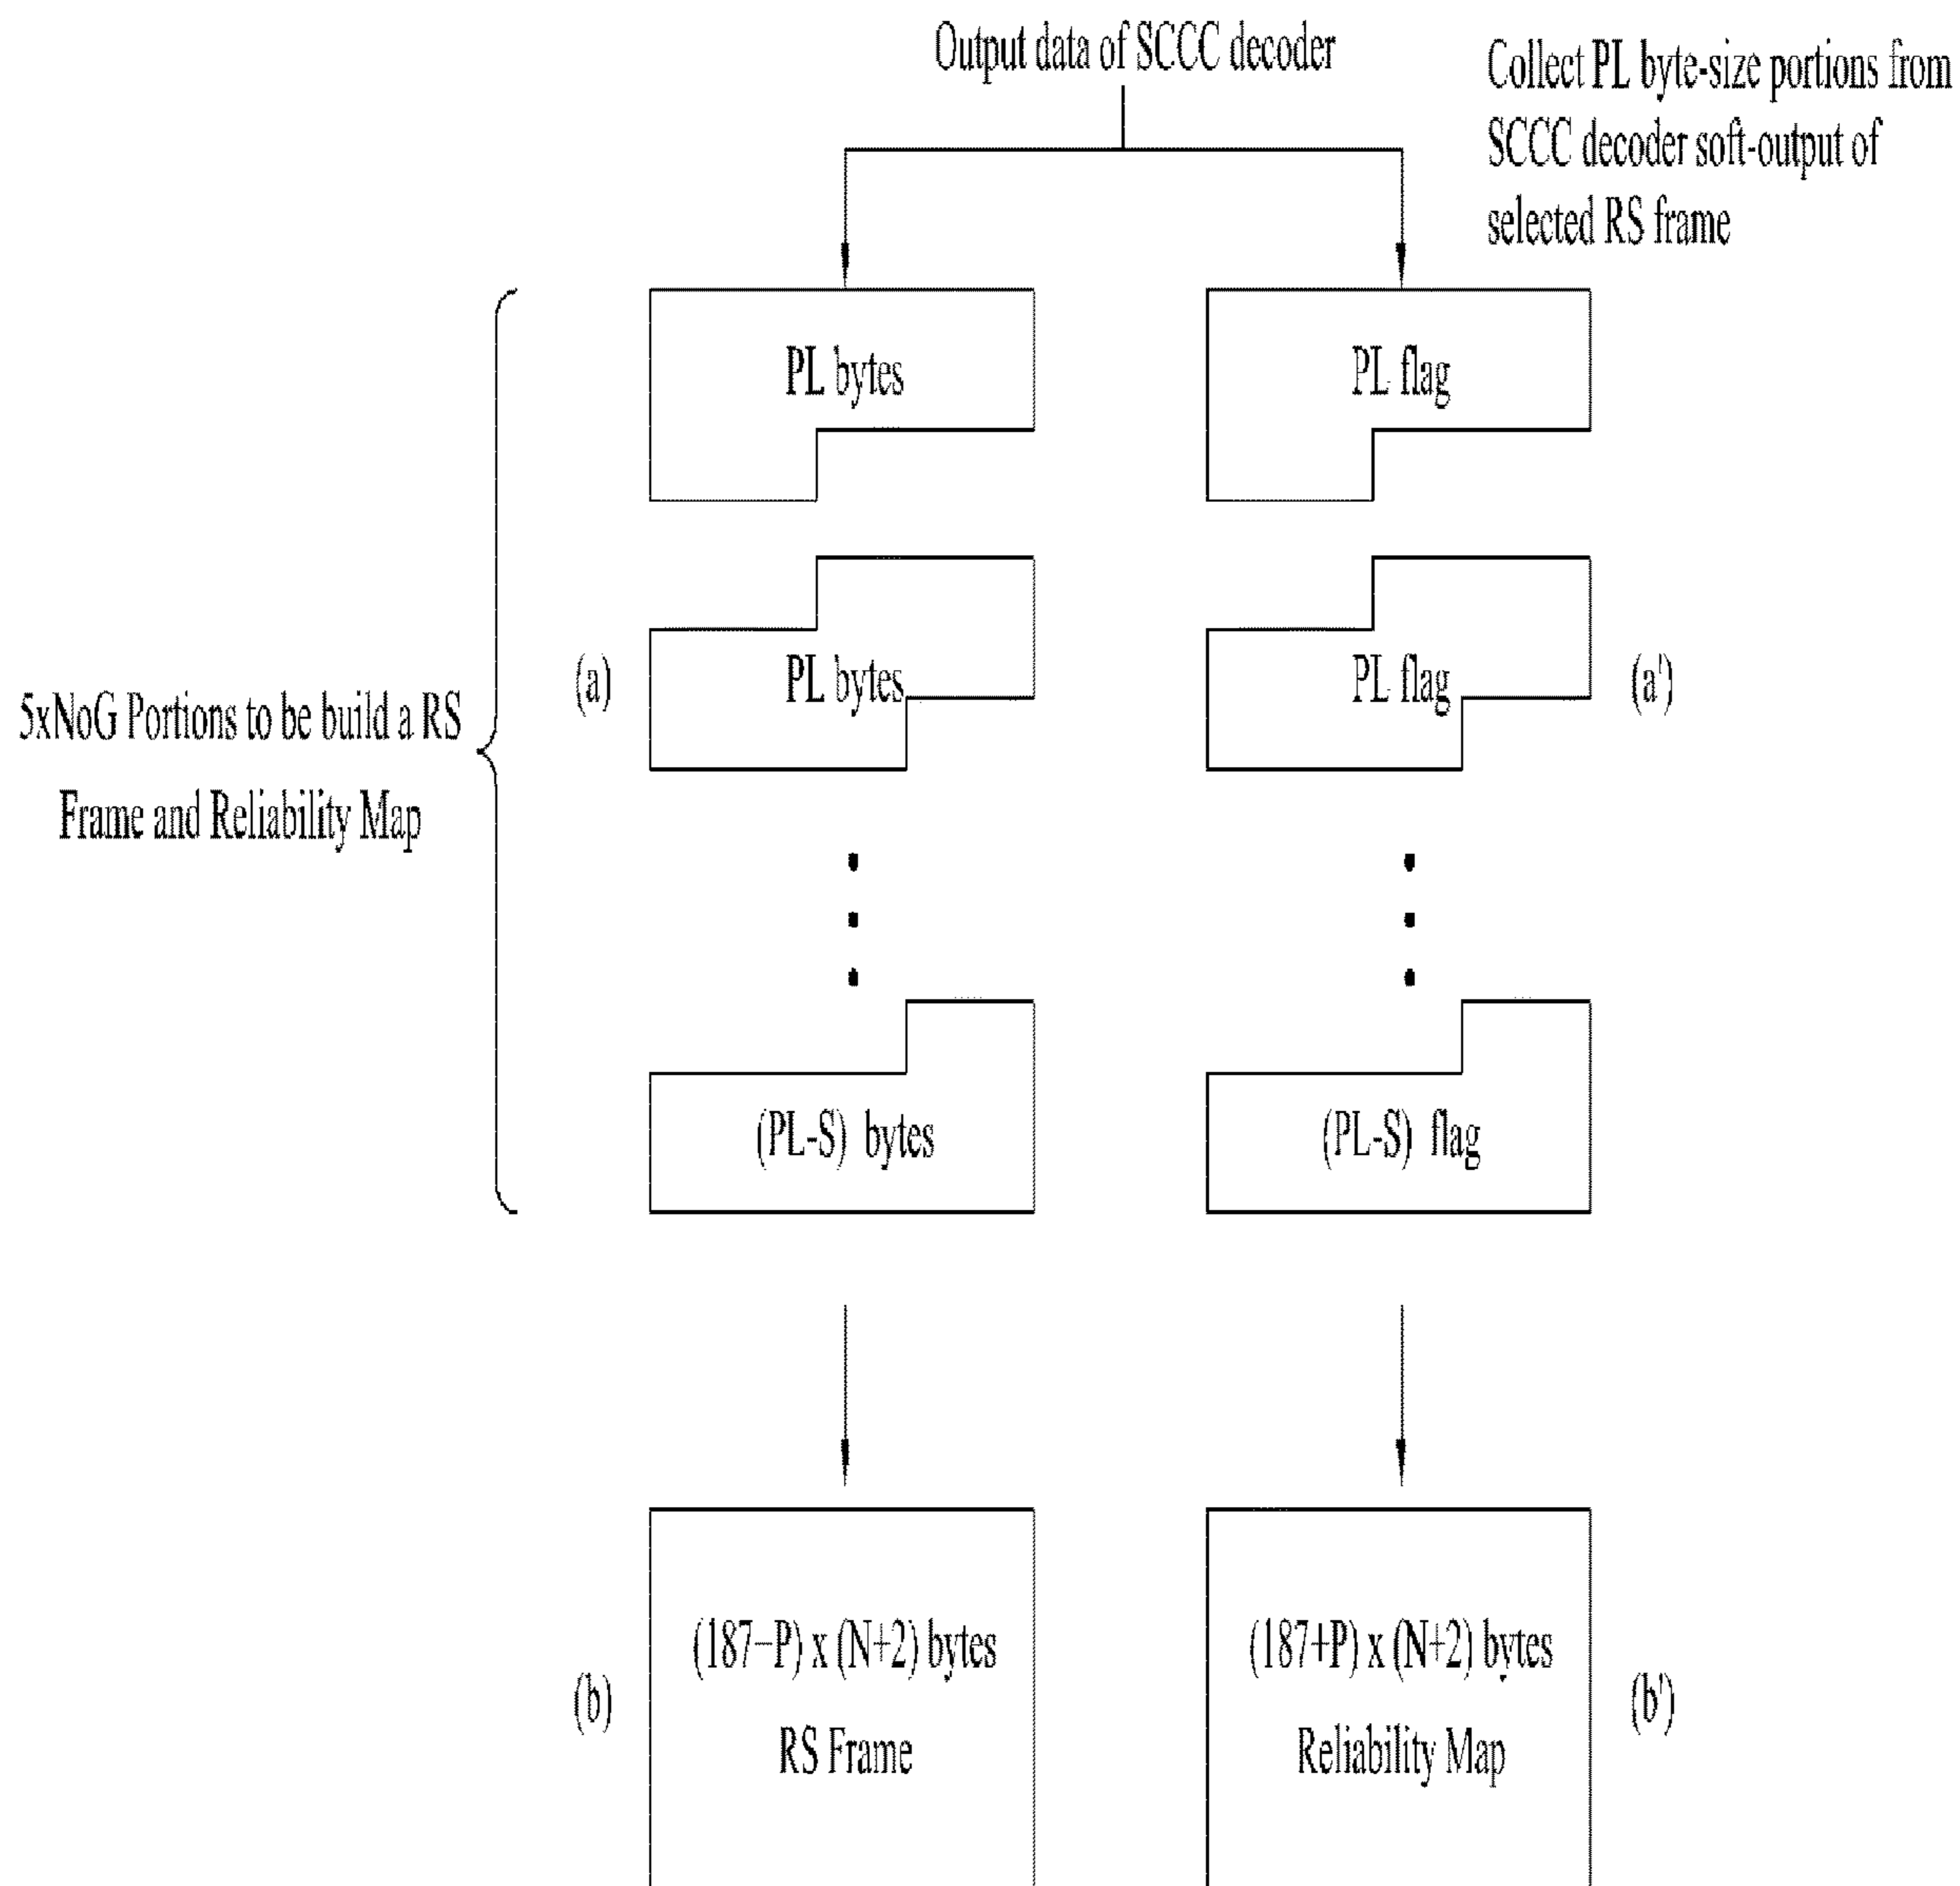 Output data of SCCC decoder
Collect PL byte-size portions from
SCCC decoder soft-output of
selected RS frame
PL bytes
PL flag
5xNoG Portions to be build a RS
Frame and Reliability Map
(a)
PL bytes
PL flag
(a')
(PL-S) bytes
(PL-S) flag
(b)
(187−P) x (N+2) bytes
RS Frame
(187+P) x (N+2) bytes
Reliability Map
(b')